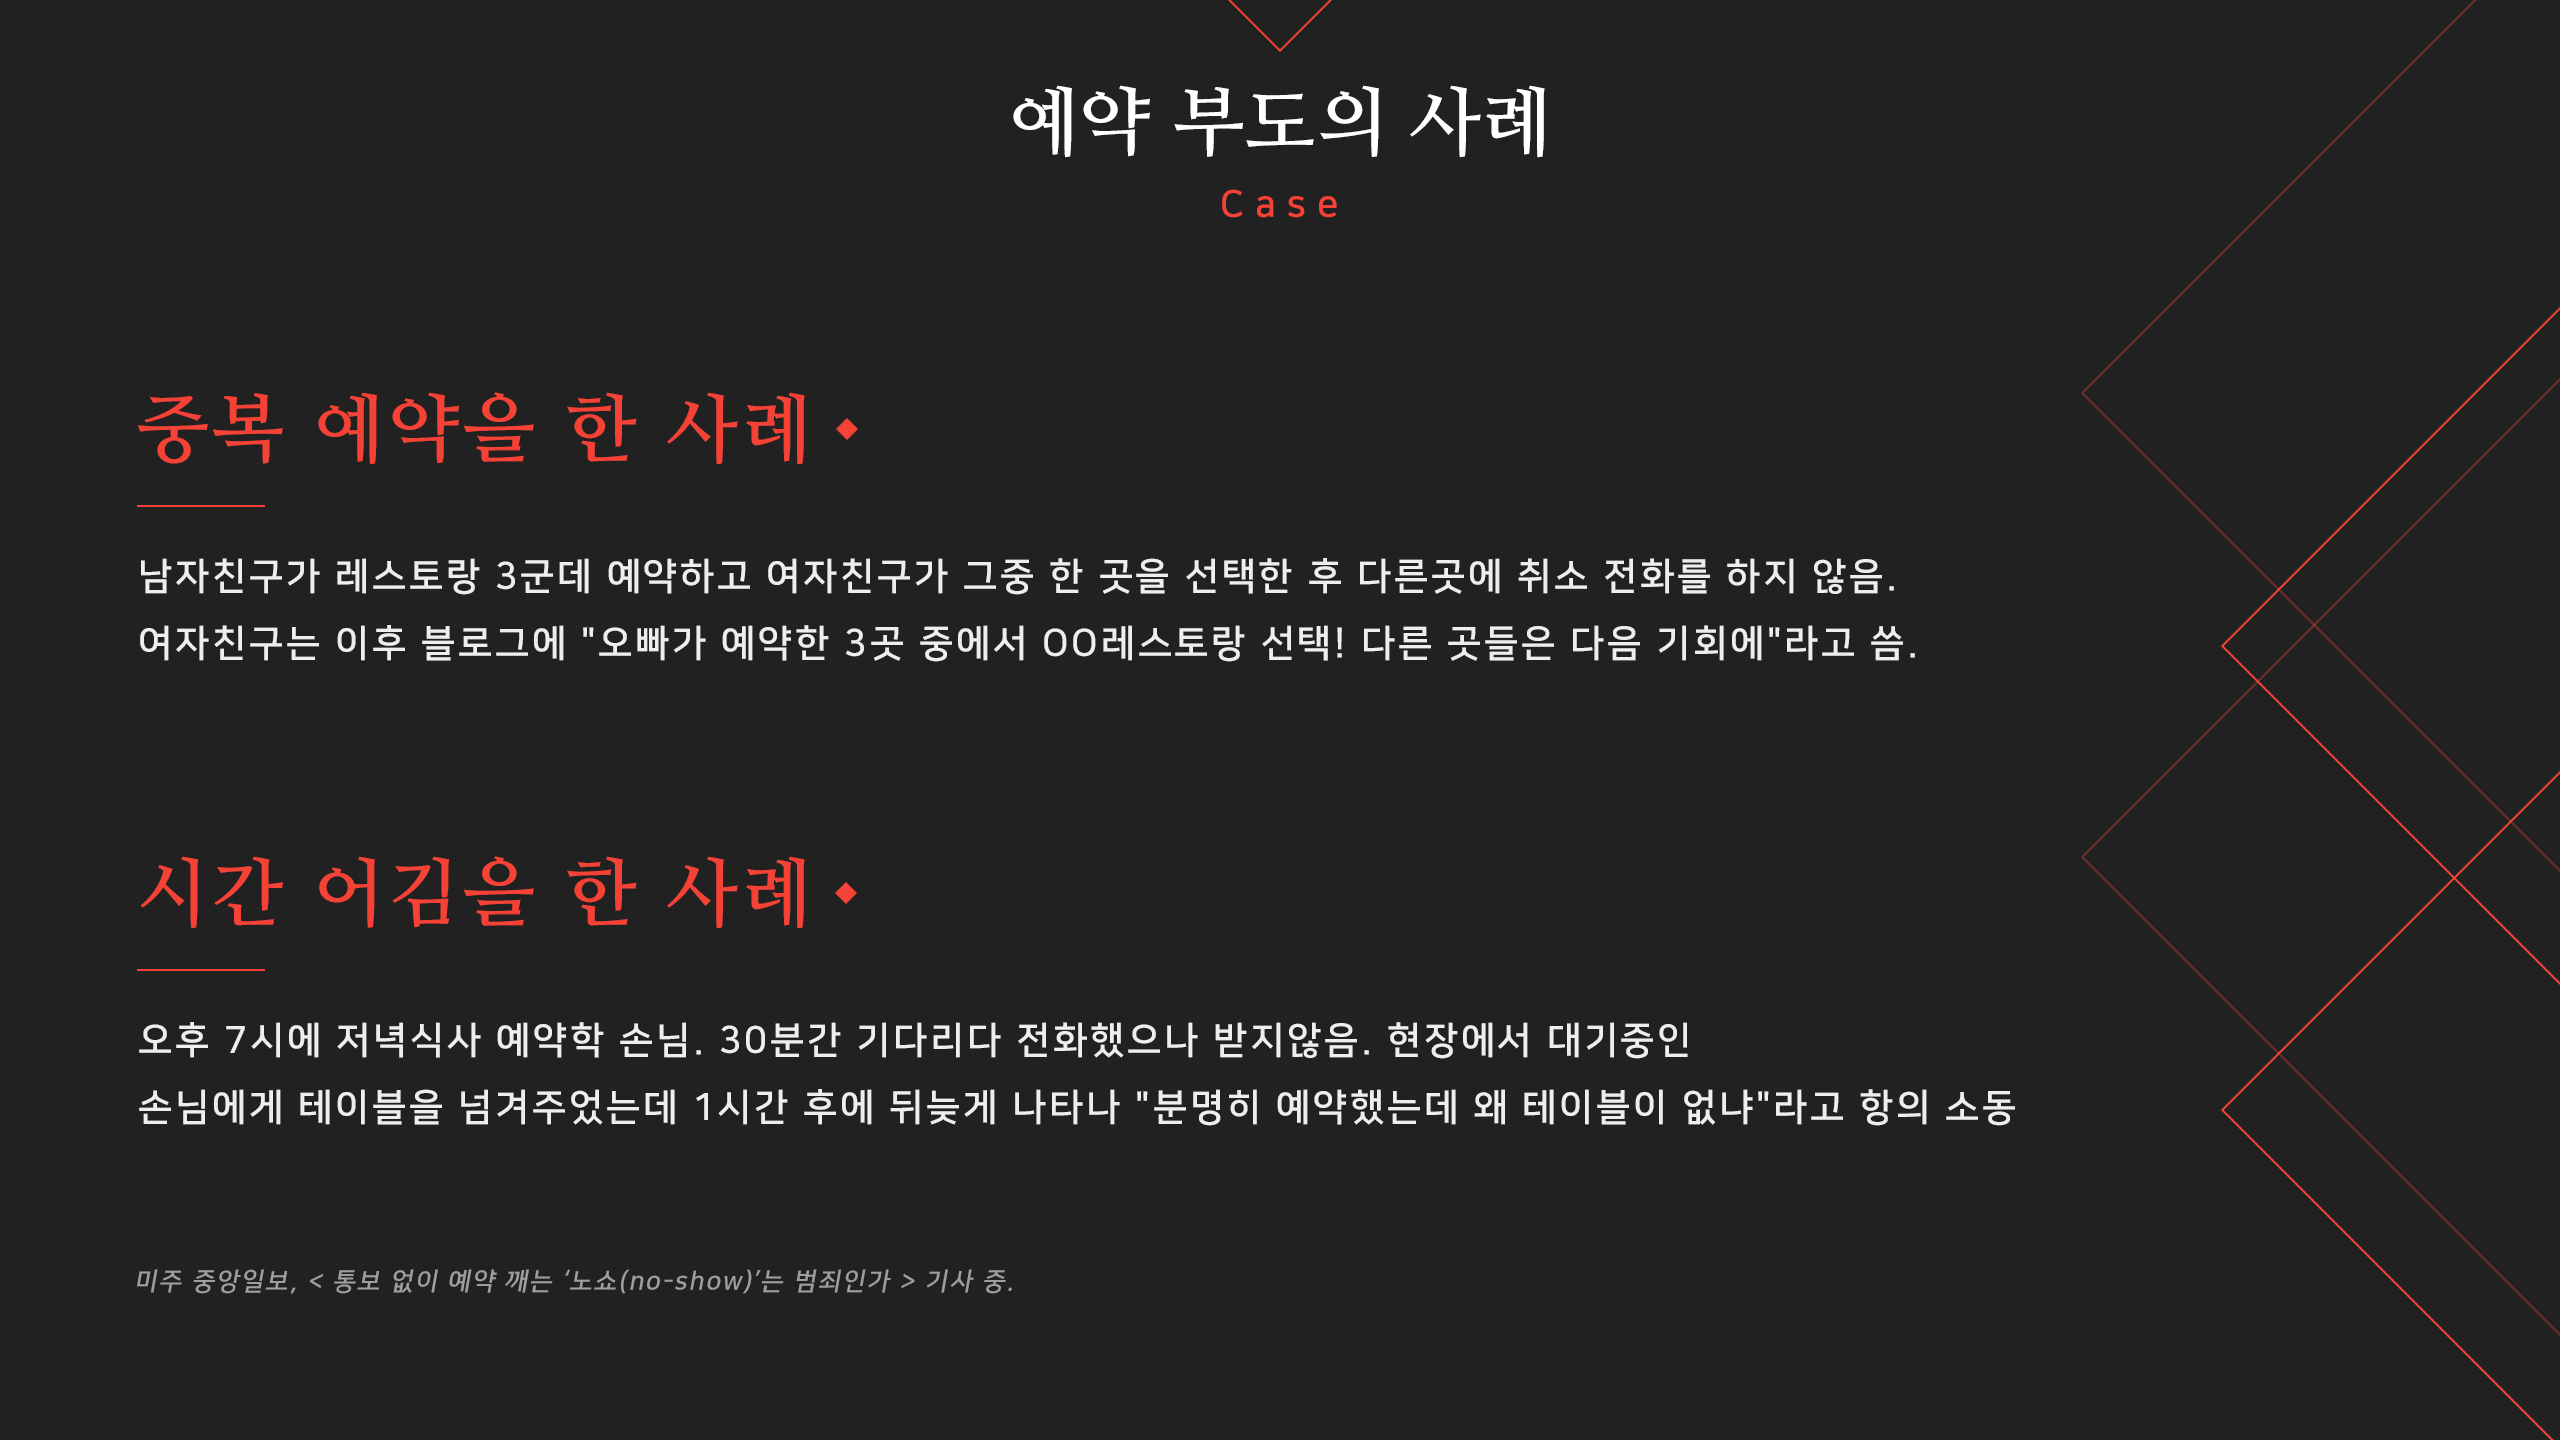 예약 부도의 사례
Case
중복 예약을 한 사례
남자친구가 레스토랑 3군데 예약하고 여자친구가 그중 한 곳을 선택한 후 다른곳에 취소 전화를 하지 않음.
여자친구는 이후 블로그에 "오빠가 예약한 3곳 중에서 OO레스토랑 선택! 다른 곳들은 다음 기회에"라고 씀.
시간 어김을 한 사례
오후 7시에 저녁식사 예약학 손님. 30분간 기다리다 전화했으나 받지않음. 현장에서 대기중인
손님에게 테이블을 넘겨주었는데 1시간 후에 뒤늦게 나타나 "분명히 예약했는데 왜 테이블이 없냐"라고 항의 소동
미주 중앙일보, < 통보 없이 예약 깨는 ‘노쇼(no-show)’는 범죄인가 > 기사 중.